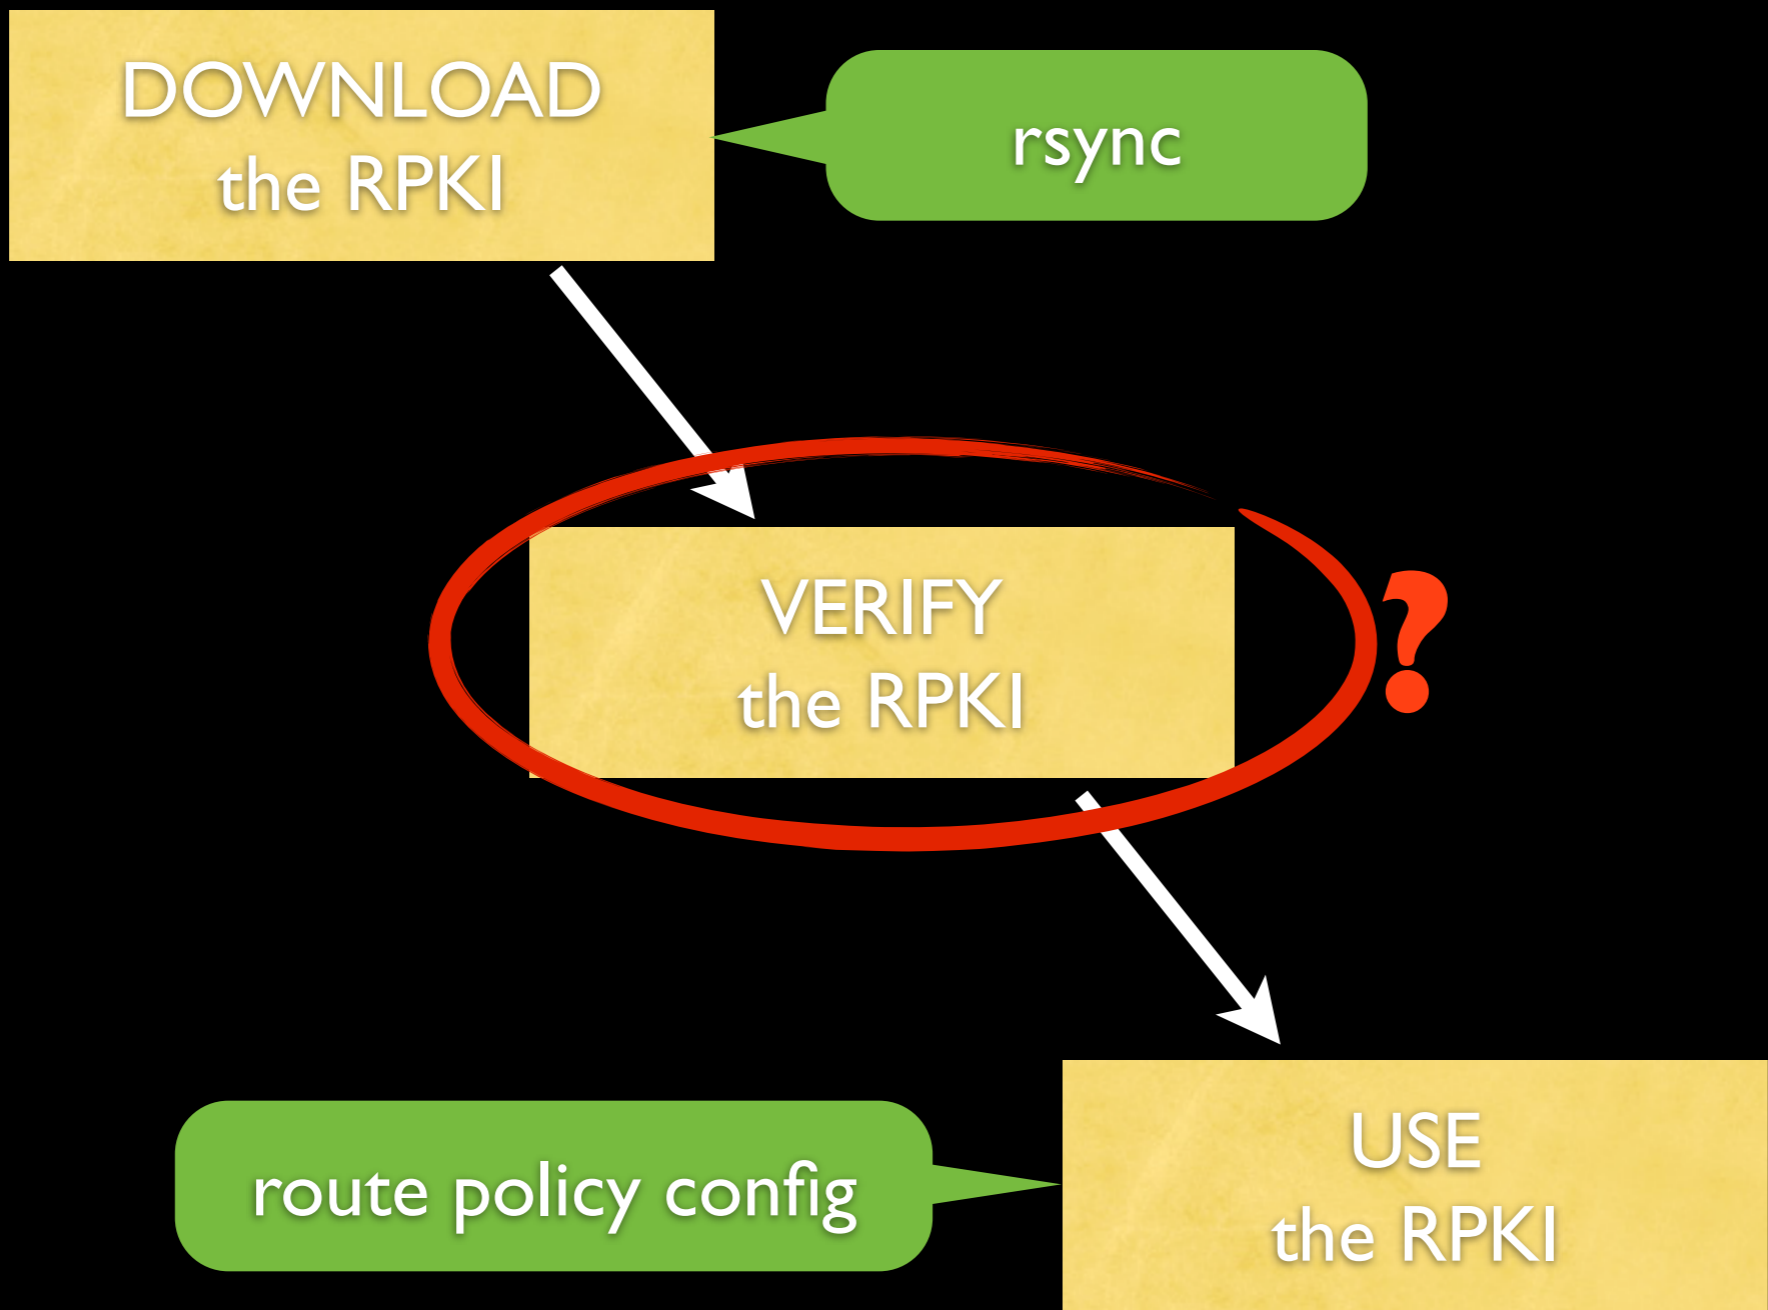 DOWNLOAD
the RPKI
rsync
VERIFY
the RPKI
?
route policy config
USE
the RPKI